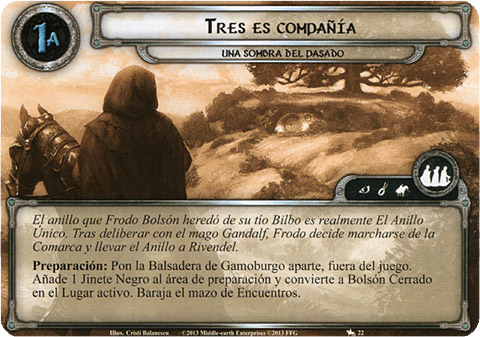 1A
Tres es compañía
una sombra del pasado
El anillo que Frodo Bolsón heredó de su tío Bilbo es realmente El Anillo
Único. Tras deliberar con el mago Gandalf, Frodo decide marcharse de la
Comarca y llevar el Anillo a Rivendel.
Preparación: Pon la Balsadera de Gamoburgo aparte, fuera del juego.
Añade 1 Jinete Negro al área de preparación y convierte a Bolsón Cerrado
en el Lugar activo. Baraja el mazo de Encuentros.
Illus. Cristi Balanescu ©2013 Middle-earth Enterprises ©2013 FFG 22